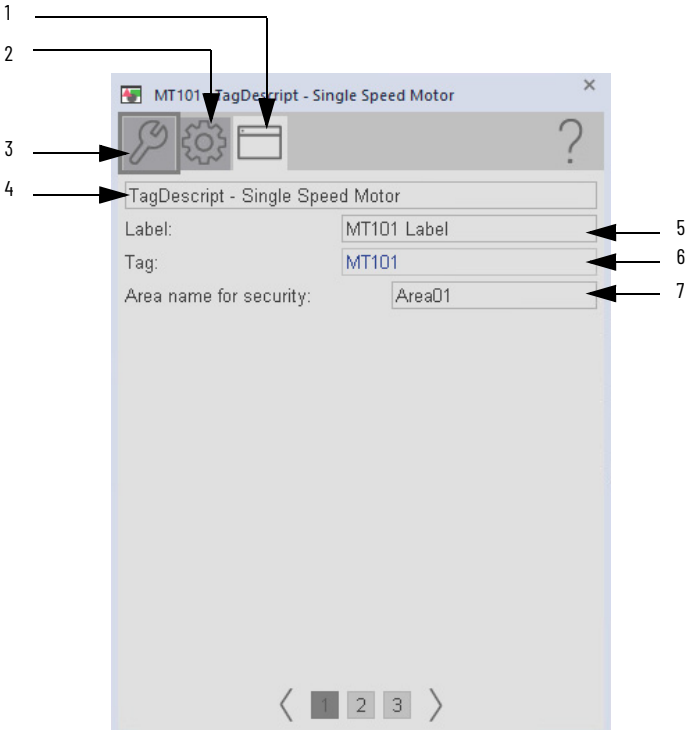 1
2
MT101 - TagDescript - Single Speed Motor
×
?
3
4
TagDescript - Single Speed Motor
Label: MT101 Label 5
Tag: MT101 6
Area name for security: Area01 7
1 2 3